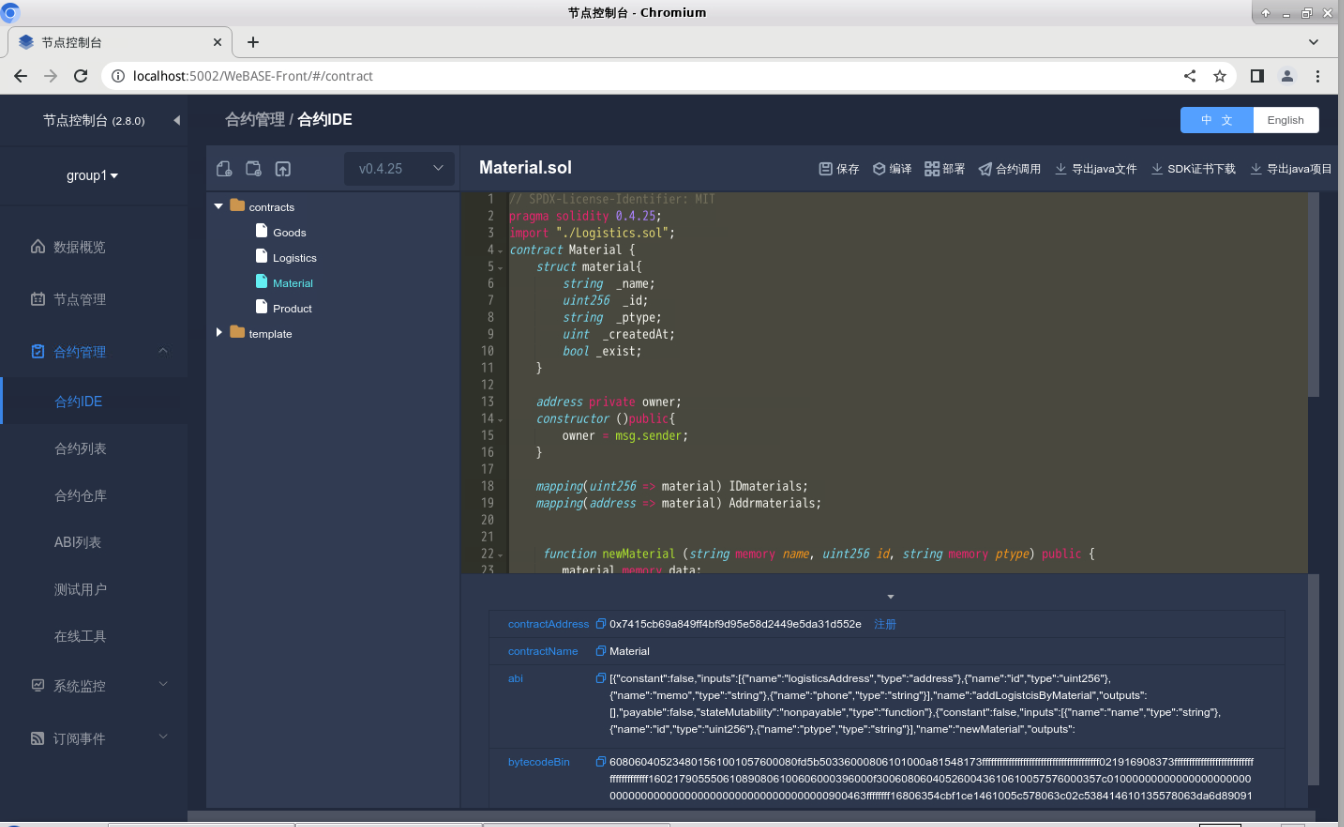 节点控制台 - Chromium
节点控制台
localhost:5002/WeBASE-Front/#/contract
节点控制台 (2.8.0)
合约管理 / 合约IDE
中 文
English
group1
数据概览
节点管理
合约管理
合约IDE
合约列表
合约仓库
ABI列表
测试用户
在线工具
系统监控
订阅事件
v0.4.25
contracts
Goods
Logistics
Material
Product
template
Material.sol
保存
编译
部署
合约调用
导出java文件
SDK证书下载
导出java项目
1 // SPDX-License-Identifier: MIT
2 pragma solidity 0.4.25;
3 import "./Logistics.sol";
4 contract Material {
5 struct material{
6 string _name;
7 uint256 _id;
8 string _ptype;
9 uint _createdAt;
10 bool _exist;
11 }
12
13 address private owner;
14 constructor ()public{
15 owner = msg.sender;
16 }
17
18 mapping(uint256 => material) IDmaterials;
19 mapping(address => material) Addrmaterials;
20
21
22 function newMaterial (string memory name, uint256 id, string memory ptype) public {
23 material memory data;
contractAddress 0x7415cb69a849ff4bf9d95e58d2449e5da31d552e 注册
contractName Material
abi [{"constant":false,"inputs":[{"name":"logisticsAddress","type":"address"},{"name":"id","type":"uint256"},
{"name":"memo","type":"string"},{"name":"phone","type":"string"}],"name":"addLogistcisByMaterial","outputs":
[],"payable":false,"stateMutability":"nonpayable","type":"function"},{"constant":false,"inputs":[{"name":"name","type":"string"},
{"name":"id","type":"uint256"},{"name":"ptype","type":"string"}],"name":"newMaterial","outputs":
bytecodeBin